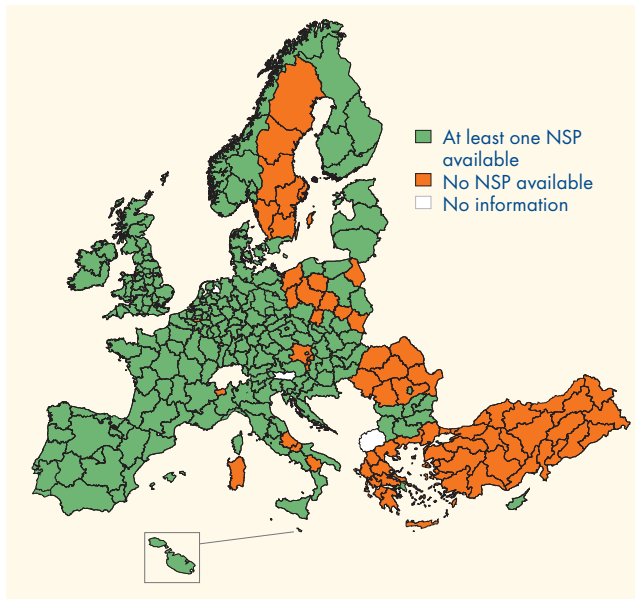 At least one NSP
available
No NSP available
No information